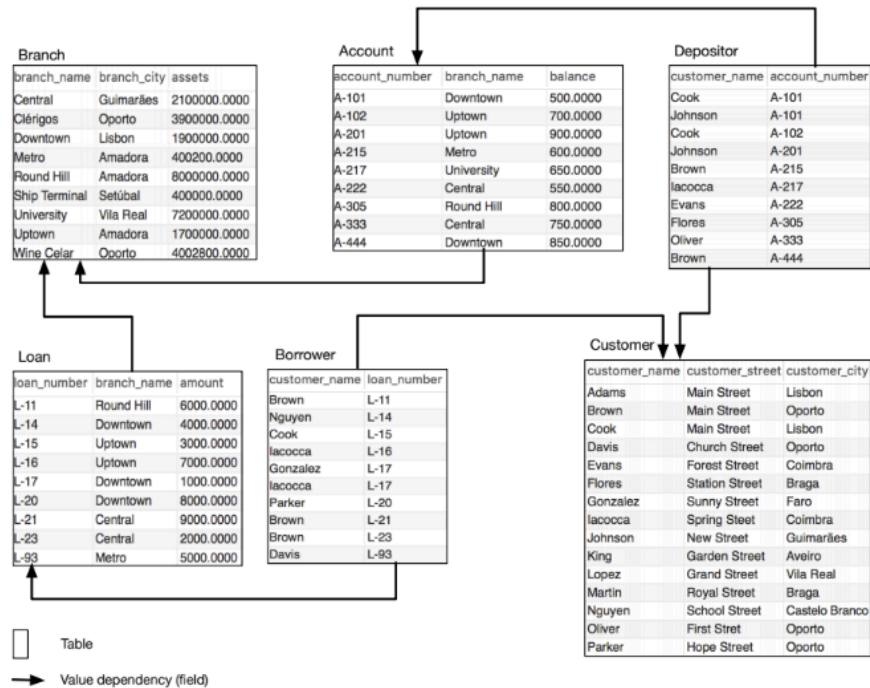 Branch
branch_name branch_city assets
Central Guimarães 2100000.0000
Clérigos Oporto 3900000.0000
Downtown Lisbon 1900000.0000
Metro Amadora 400200.0000
Round Hill Amadora 8000000.0000
Ship Terminal Setúbal 400000.0000
University Vila Real 7200000.0000
Uptown Amadora 1700000.0000
Wine Celar Oporto 4002800.0000
Account
account_number branch_name balance
A-101 Downtown 500.0000
A-102 Uptown 700.0000
A-201 Uptown 900.0000
A-215 Metro 600.0000
A-217 University 650.0000
A-222 Central 550.0000
A-305 Round Hill 800.0000
A-333 Central 750.0000
A-444 Downtown 850.0000
Depositor
customer_name account_number
Cook A-101
Johnson A-101
Cook A-102
Johnson A-201
Brown A-215
Iacocca A-217
Evans A-222
Flores A-305
Oliver A-333
Brown A-444
Loan
loan_number branch_name amount
L-11 Round Hill 6000.0000
L-14 Downtown 4000.0000
L-15 Uptown 3000.0000
L-16 Uptown 7000.0000
L-17 Downtown 1000.0000
L-20 Downtown 8000.0000
L-21 Central 9000.0000
L-23 Central 2000.0000
L-93 Metro 5000.0000
Borrower
customer_name loan_number
Brown L-11
Nguyen L-14
Cook L-15
Iacocca L-16
Gonzalez L-17
Iacocca L-17
Parker L-20
Brown L-21
Brown L-23
Davis L-93
Customer
customer_name customer_street customer_city
Adams Main Street Lisbon
Brown Main Street Oporto
Cook Main Street Lisbon
Davis Church Street Oporto
Evans Forest Street Coimbra
Flores Station Street Braga
Gonzalez Sunny Street Faro
Iacocca Spring Steet Coimbra
Johnson New Street Guimarães
King Garden Street Aveiro
Lopez Grand Street Vila Real
Martin Royal Street Braga
Nguyen School Street Castelo Branco
Oliver First Stret Oporto
Parker Hope Street Oporto
Table
Value dependency (field)